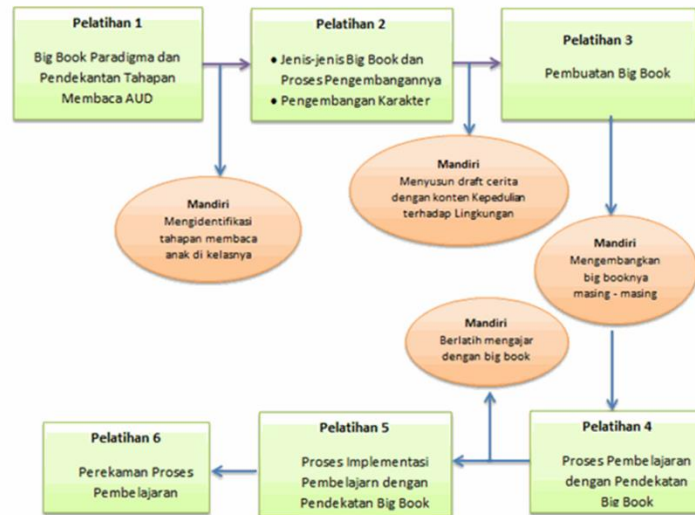 Pelatihan 1
Big Book Paradigma dan
Pendekantan Tahapan
Membaca AUD
Pelatihan 2
• Jenis-jenis Big Book dan
Proses Pengembangannya
• Pengembangan Karakter
Pelatihan 3
Pembuatan Big Book
Mandiri
Mengidentifikasi
tahapan membaca
anak di kelasnya
Mandiri
Menyusun draft cerita
dengan konten Kepedulian
terhadap Lingkungan
Mandiri
Mengembangkan
big booknya
masing - masing
Mandiri
Berlatih mengajar
dengan big book
Pelatihan 4
Proses Pembelajaran
dengan Pendekatan
Big Book
Pelatihan 5
Proses Implementasi
Pembelajarn dengan
Pendekatan Big Book
Pelatihan 6
Perekaman Proses
Pembelajaran